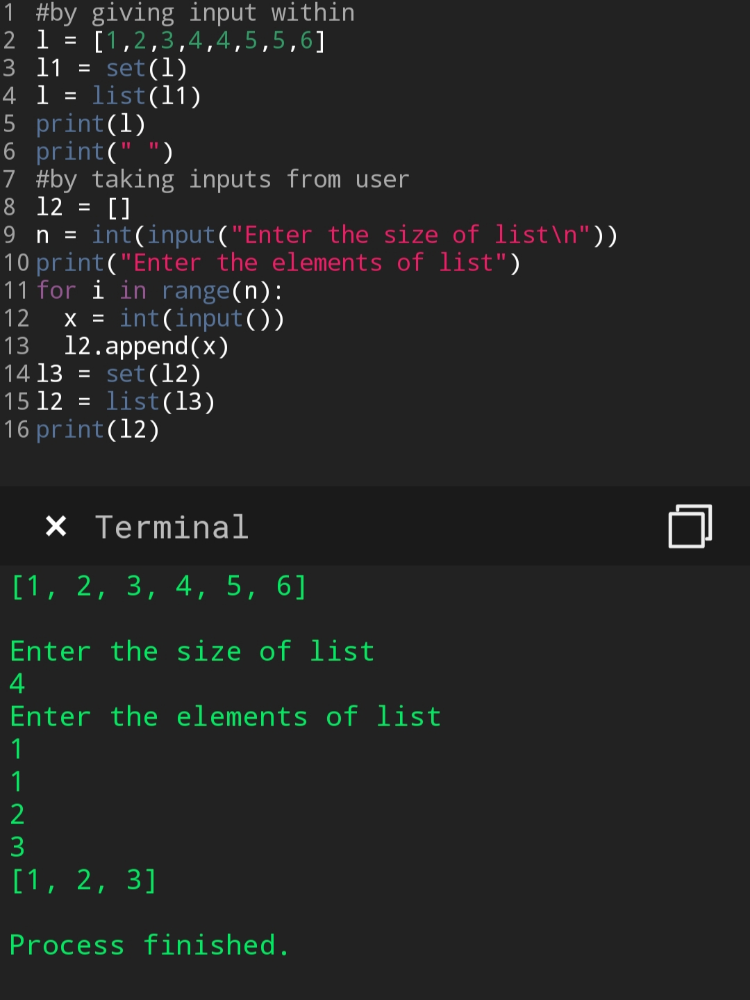 1 #by giving input within
2 l = [1,2,3,4,4,5,5,6]
3 l1 = set(l)
4 l = list(l1)
5 print(l)
6 print(" ")
7 #by taking inputs from user
8 l2 = []
9 n = int(input("Enter the size of list\n"))
10 print("Enter the elements of list")
11 for i in range(n):
12   x = int(input())
13   l2.append(x)
14 l3 = set(l2)
15 l2 = list(l3)
16 print(l2)
× Terminal
[1, 2, 3, 4, 5, 6]
Enter the size of list
4
Enter the elements of list
1
1
2
3
[1, 2, 3]
Process finished.